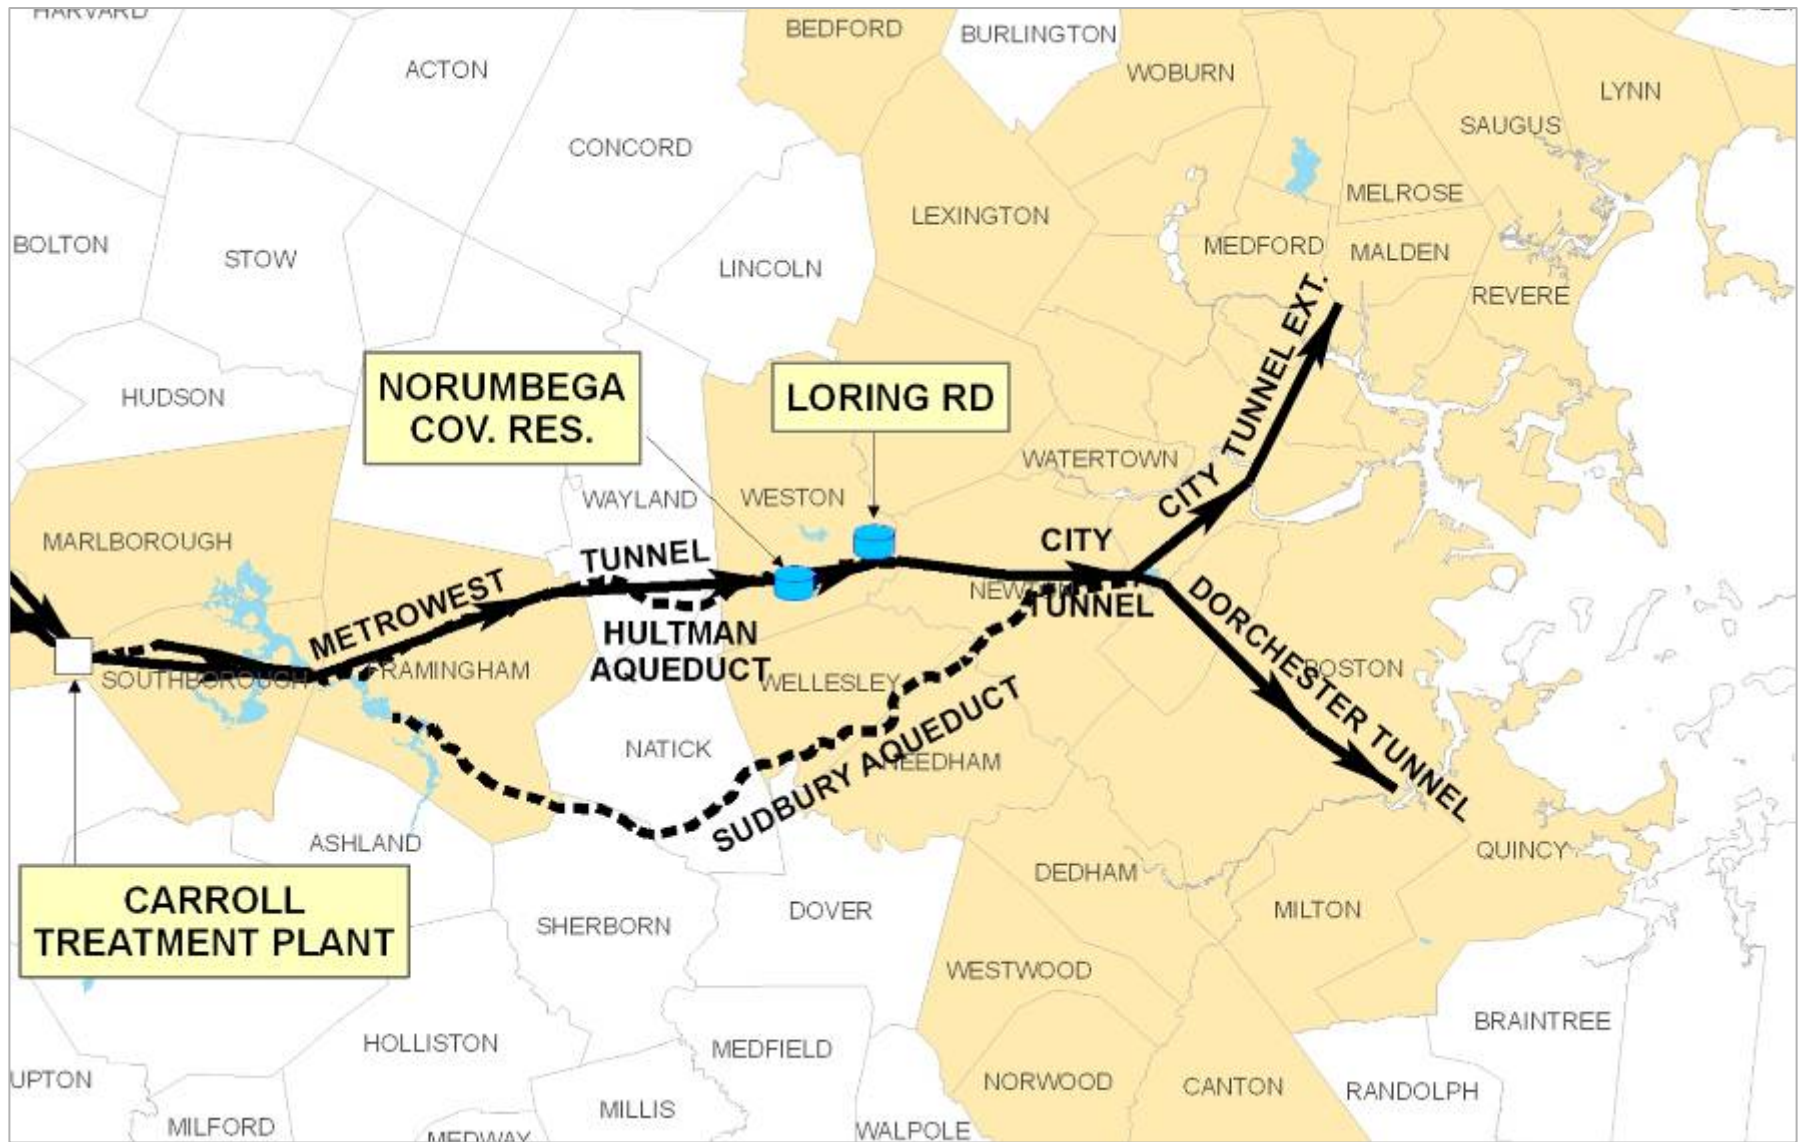 HARVARD
ACTON
BEDFORD
BURLINGTON
WOBURN
LYNN
SAUGUS
CONCORD
MELROSE
LEXINGTON
BOLTON
STOW
LINCOLN
MEDFORD
MALDEN
REVERE
HUDSON
NORUMBEGA
COV. RES.
LORING RD
CITY TUNNEL EXT.
WATERTOWN
WAYLAND
WESTON
MARLBOROUGH
CITY
TUNNEL
NEWTON
TUNNEL
METROWEST
HULTMAN
AQUEDUCT
DORCHESTER TUNNEL
BOSTON
SOUTHBOROUGH
FRAMINGHAM
WELLESLEY
NATICK
SUDBURY AQUEDUCT
NEEDHAM
ASHLAND
QUINCY
DEDHAM
CARROLL
TREATMENT PLANT
SHERBORN
DOVER
MILTON
WESTWOOD
BRAINTREE
HOLLISTON
MEDFIELD
UPTON
NORWOOD
CANTON
RANDOLPH
MILLIS
MILFORD
MEDWAY
WALPOLE